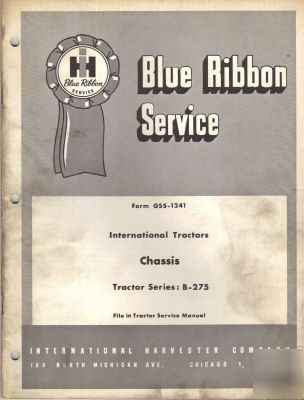 IH
Blue Ribbon
SERVICE
Blue Ribbon
Service
Form GSS-1241
International Tractors
Chassis
Tractor Series: B-275
File in Tractor Service Manual
INTERNATIONAL HARVESTER COMPANY
180 NORTH MICHIGAN AVE. CHICAGO 1,